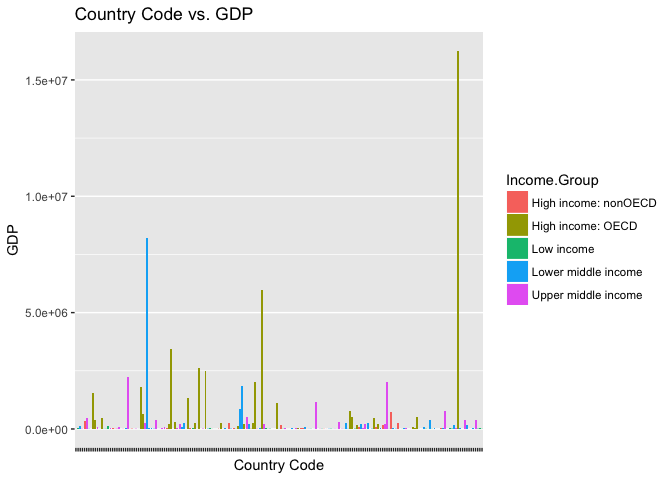 Country Code vs. GDP
1.5e+07
1.0e+07
5.0e+06
0.0e+00
GDP
Country Code
Income.Group
High income: nonOECD
High income: OECD
Low income
Lower middle income
Upper middle income